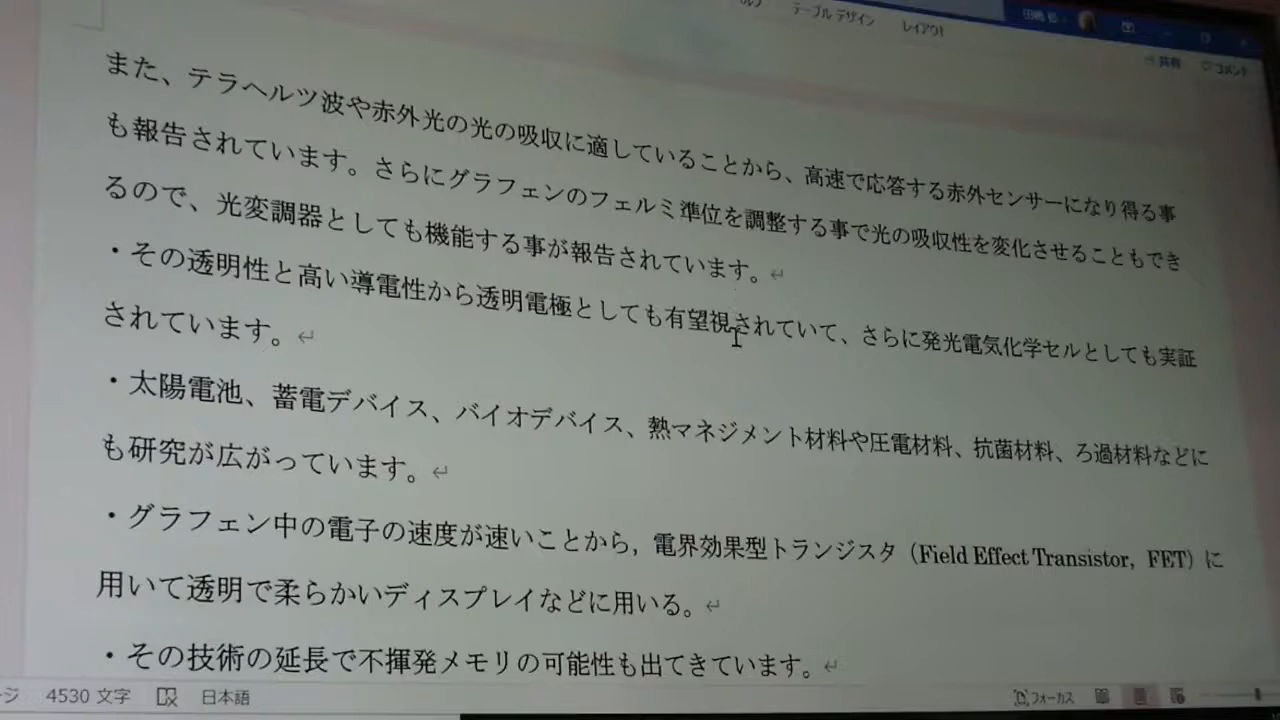 テーブル デザイン
レイアウト
共有
コメント
また、テラヘルツ波や赤外光の光の吸収に適していることから、高速で応答する赤外センサーになり得る事
も報告されています。さらにグラフェンのフェルミ準位を調整する事で光の吸収性を変化させることもでき
るので、光変調器としても機能する事が報告されています。
・その透明性と高い導電性から透明電極としても有望視されていて、さらに発光電気化学セルとしても実証
されています。
・太陽電池、蓄電デバイス、バイオデバイス、熱マネジメント材料や圧電材料、抗菌材料、ろ過材料などに
も研究が広がっています。
・グラフェン中の電子の速度が速いことから, 電界効果型トランジスタ（Field Effect Transistor, FET）に
用いて透明で柔らかいディスプレイなどに用いる。
・その技術の延長で不揮発メモリの可能性も出てきています。
4530 文字
日本語
フォーカス